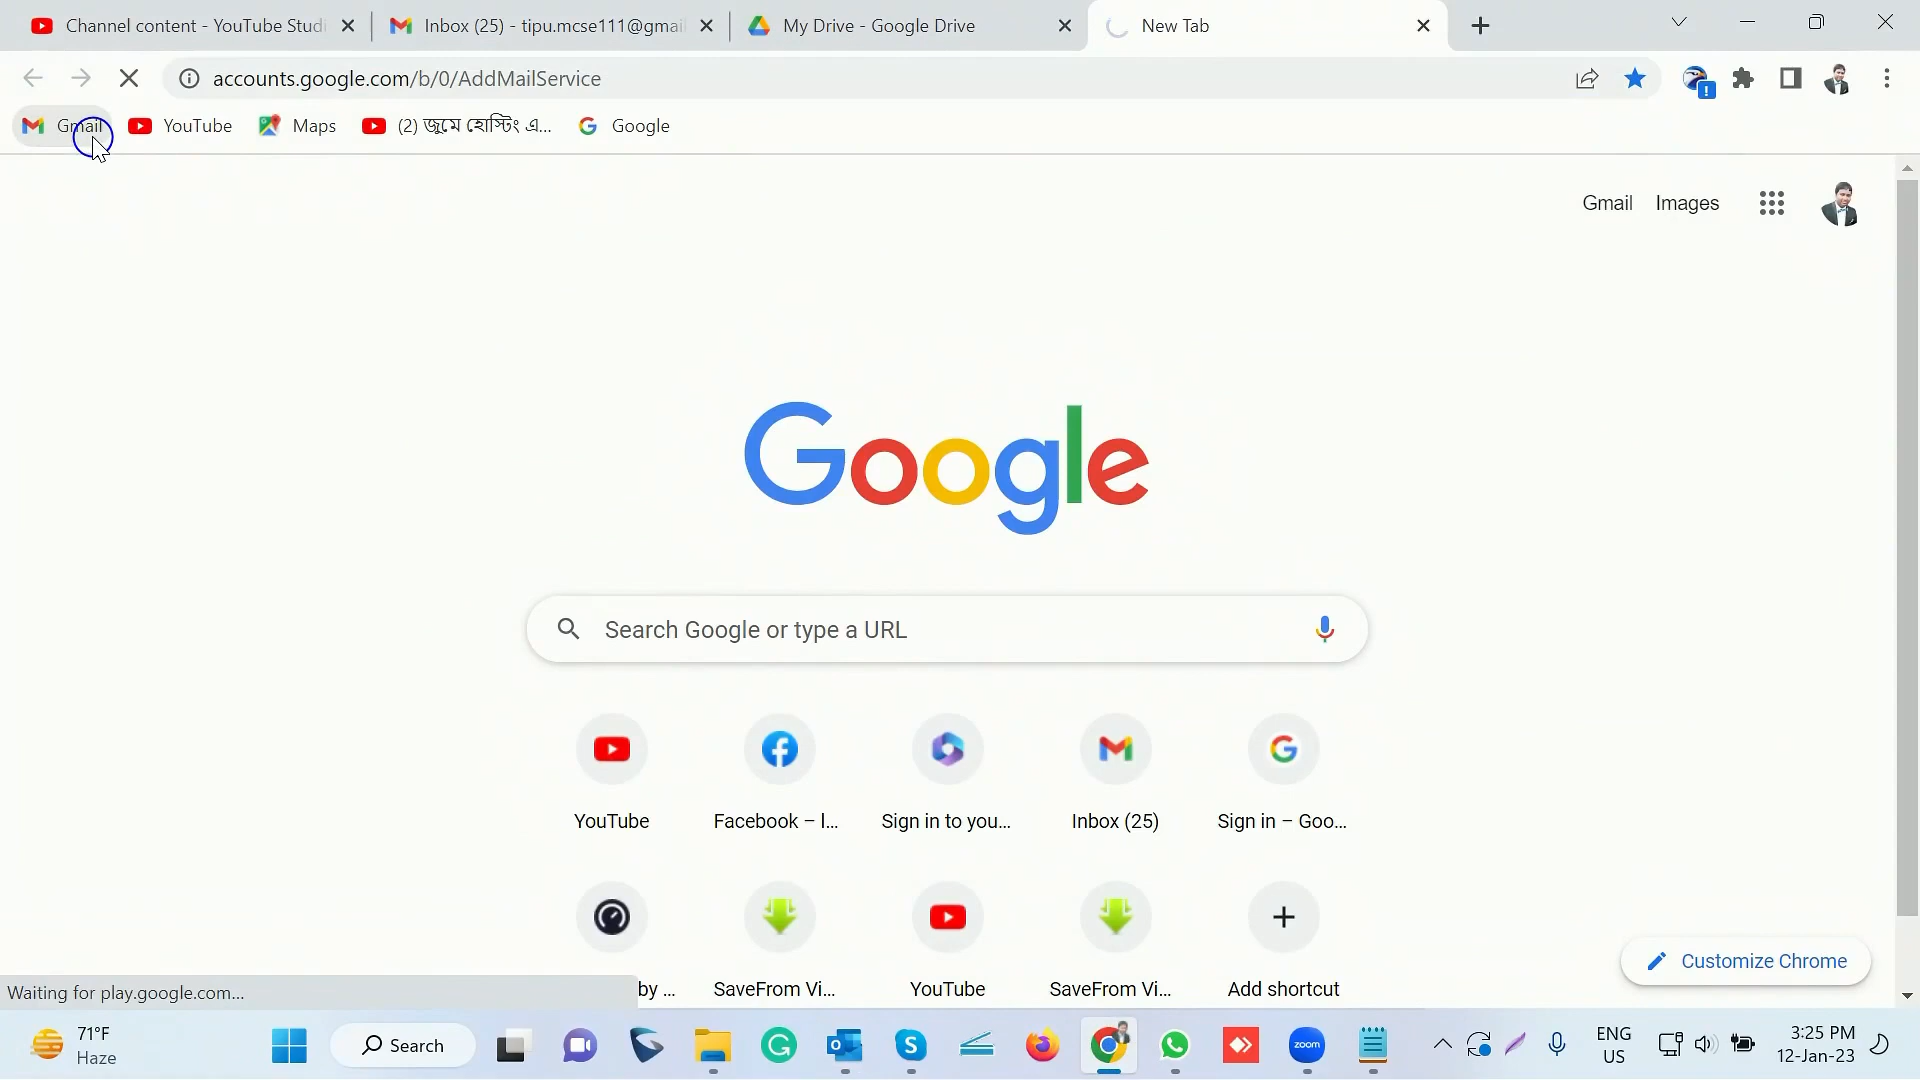 Channel content - YouTube Studi
Inbox (25) - tipu.mcse111@gmai
My Drive - Google Drive
New Tab
accounts.google.com/b/0/AddMailService
Gmail
YouTube
Maps
(2) জুমে হোস্টিং এ...
Google
Gmail
Images
Google
Search Google or type a URL
YouTube
Facebook – l...
Sign in to you...
Inbox (25)
Sign in – Goo...
by ...
SaveFrom Vi...
YouTube
SaveFrom Vi...
Add shortcut
Customize Chrome
Waiting for play.google.com...
71°F
Haze
Search
zoom
ENG
US
3:25 PM
12-Jan-23